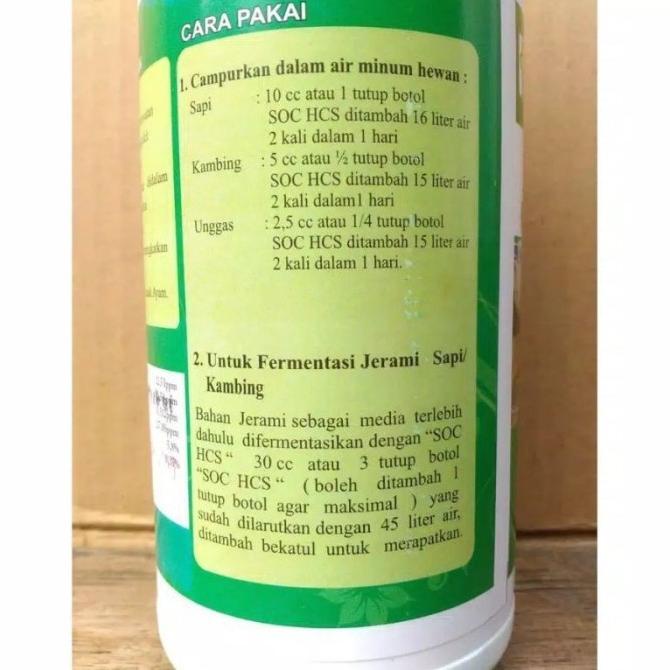 CARA PAKAI
1. Campurkan dalam air minum hewan :
Sapi : 10 cc atau 1 tutup botol
SOC HCS ditambah 16 liter air
2 kali dalam 1 hari
Kambing : 5 cc atau ½ tutup botol
SOC HCS ditambah 15 liter air
2 kali dalam1 hari
Unggas : 2,5 cc atau 1/4 tutup botol
SOC HCS ditambah 15 liter air
2 kali dalam 1 hari.
2. Untuk Fermentasi Jerami Sapi/
Kambing
Bahan Jerami sebagai media terlebih
dahulu difermentasikan dengan “SOC
HCS “ 30 cc atau 3 tutup botol
“SOC HCS “ ( boleh ditambah 1
tutup botol agar maksimal ) yang
sudah dilarutkan dengan 45 liter air,
ditambah bekatul untuk merapatkan.
didalam
Ayam.